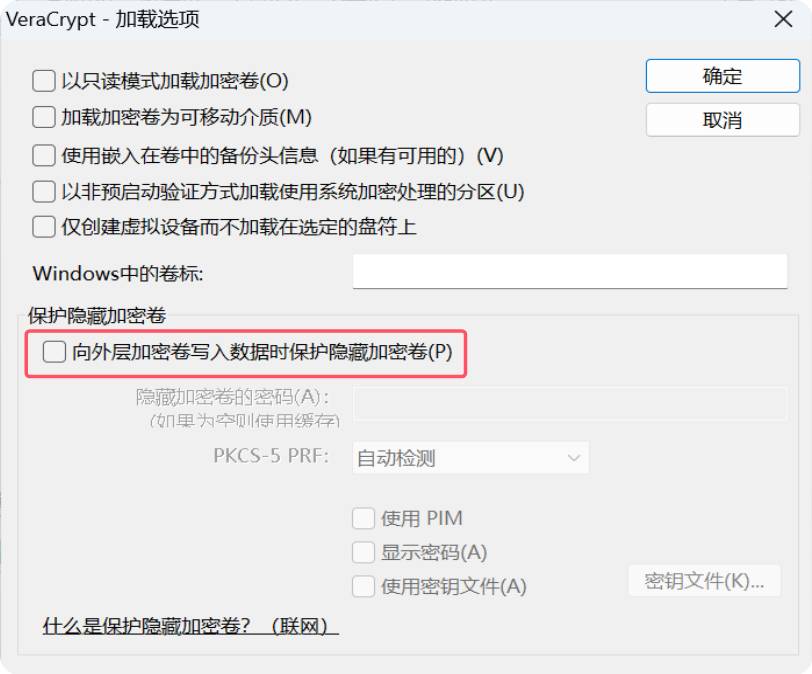 VeraCrypt - 加载选项
以只读模式加载加密卷(O)
确定
加载加密卷为可移动介质(M)
取消
使用嵌入在卷中的备份头信息（如果有可用的）(V)
以非预启动验证方式加载使用系统加密处理的分区(U)
仅创建虚拟设备而不加载在选定的盘符上
Windows中的卷标:
保护隐藏加密卷
向外层加密卷写入数据时保护隐藏加密卷(P)
隐藏加密卷的密码(A):
(如果为空则使用缓存)
PKCS-5 PRF:
自动检测
使用 PIM
显示密码(A)
使用密钥文件(A)
密钥文件(K)...
什么是保护隐藏加密卷？（联网）